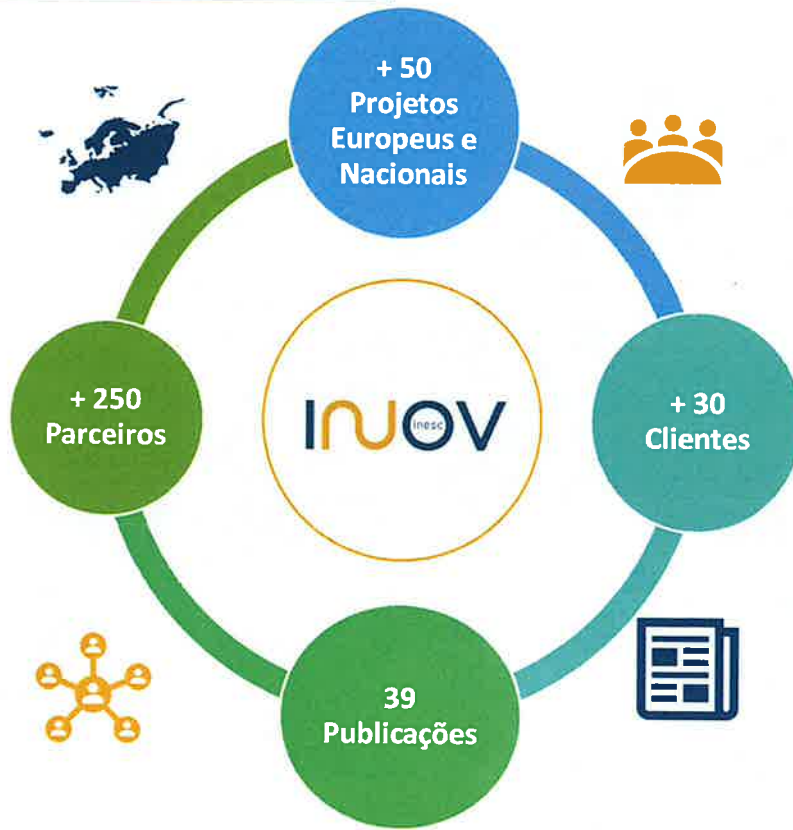 + 50
Projetos
Europeus e
Nacionais
+ 250
Parceiros
INOV
inesc
+ 30
Clientes
39
Publicações